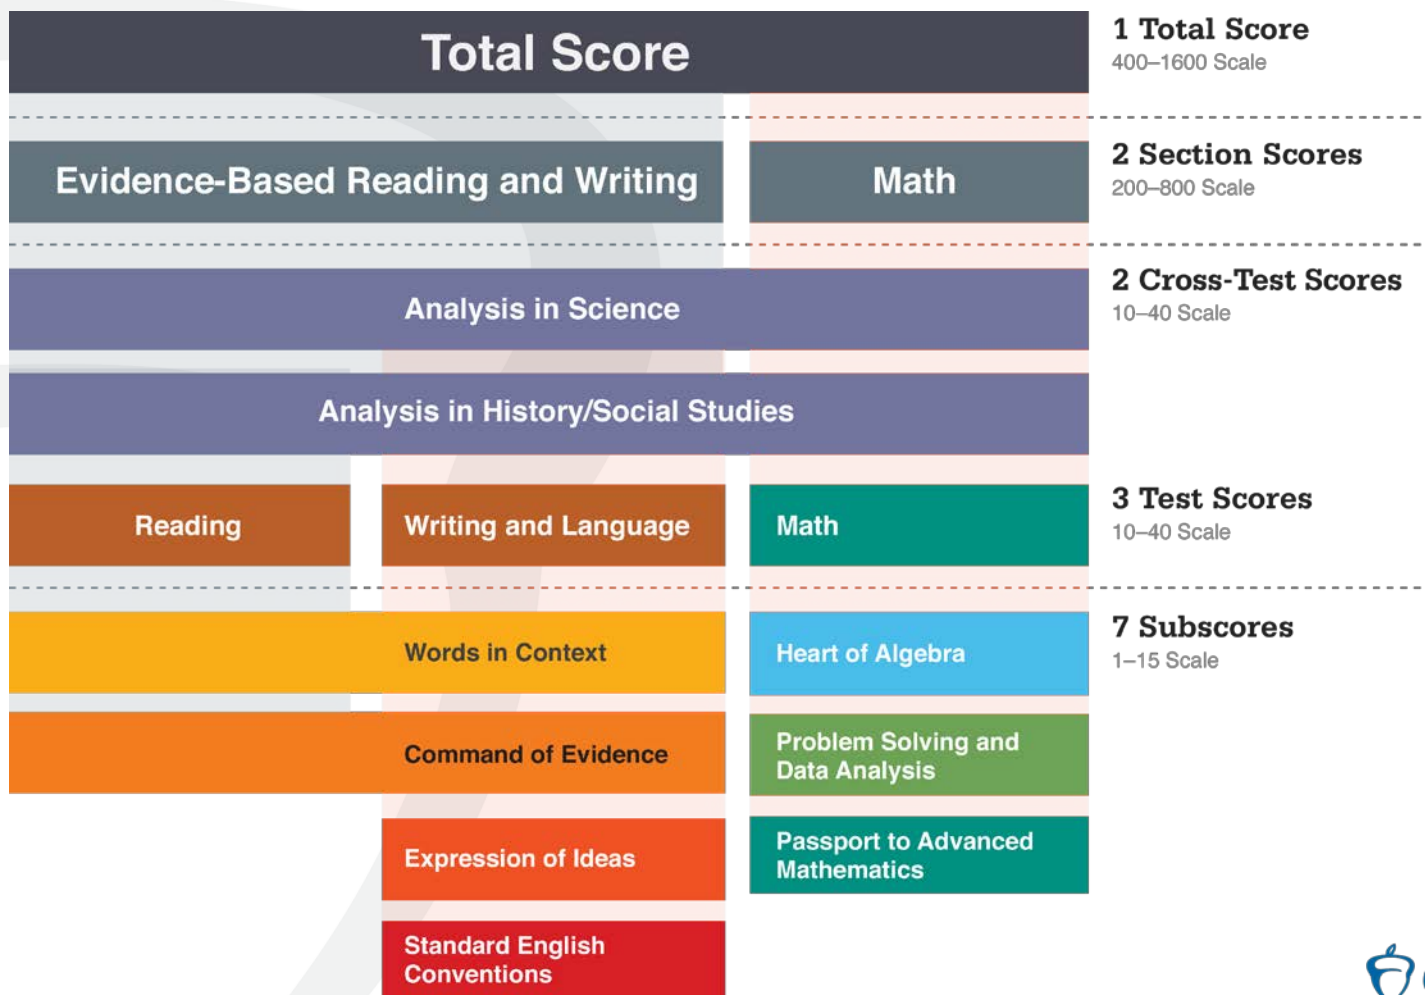 Total Score
1 Total Score
400–1600 Scale
Evidence-Based Reading and Writing
Math
2 Section Scores
200–800 Scale
Analysis in Science
2 Cross-Test Scores
10–40 Scale
Analysis in History/Social Studies
Reading
Writing and Language
Math
3 Test Scores
10–40 Scale
Words in Context
Heart of Algebra
7 Subscores
1–15 Scale
Command of Evidence
Problem Solving and
Data Analysis
Expression of Ideas
Passport to Advanced
Mathematics
Standard English
Conventions